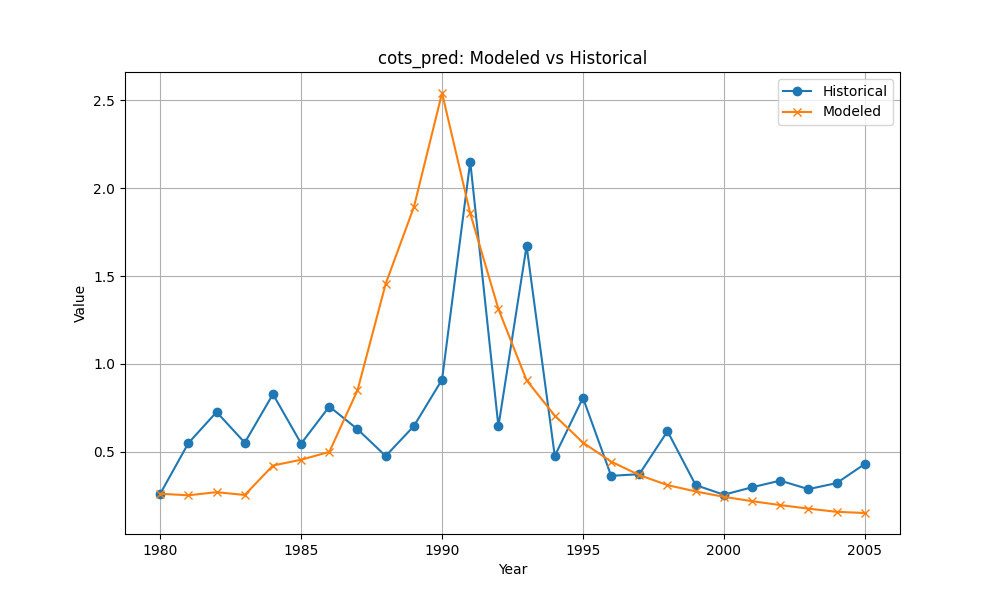 cots_pred: Modeled vs Historical
Historical
Modeled
Value
2.5
2.0
1.5
1.0
0.5
1980 1985 1990 1995 2000 2005
Year